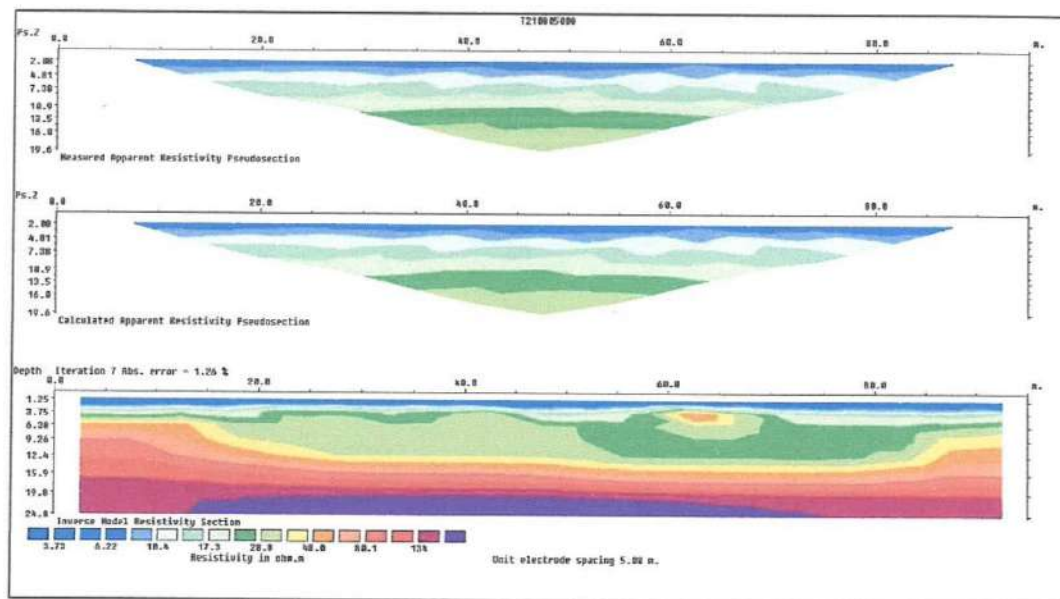 T210005000
Ps.Z 0.0 20.0 40.0 60.0 80.0 m.
2.00
4.01
7.30
10.9
13.5
16.0
19.6
Measured Apparent Resistivity Pseudosection
Ps.Z 0.0 20.0 40.0 60.0 80.0 m.
2.00
4.01
7.30
10.9
13.5
16.0
19.6
Calculated Apparent Resistivity Pseudosection
Depth Iteration 7 Abs. error = 1.26 %
0.0 20.0 40.0 60.0 80.0 m.
1.25
3.75
6.30
9.26
12.4
15.9
19.8
24.0
Inverse Model Resistivity Section
3.73 6.22 10.4 17.3 28.8 48.0 80.1 134
Resistivity in ohm.m
Unit electrode spacing 5.00 m.